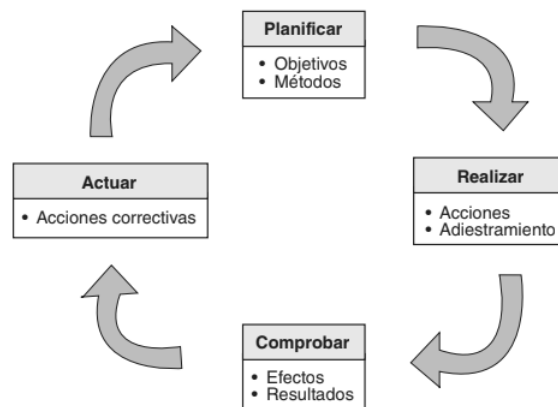 Planificar
• Objetivos
• Métodos
Realizar
• Acciones
• Adiestramiento
Comprobar
• Efectos
• Resultados
Actuar
• Acciones correctivas